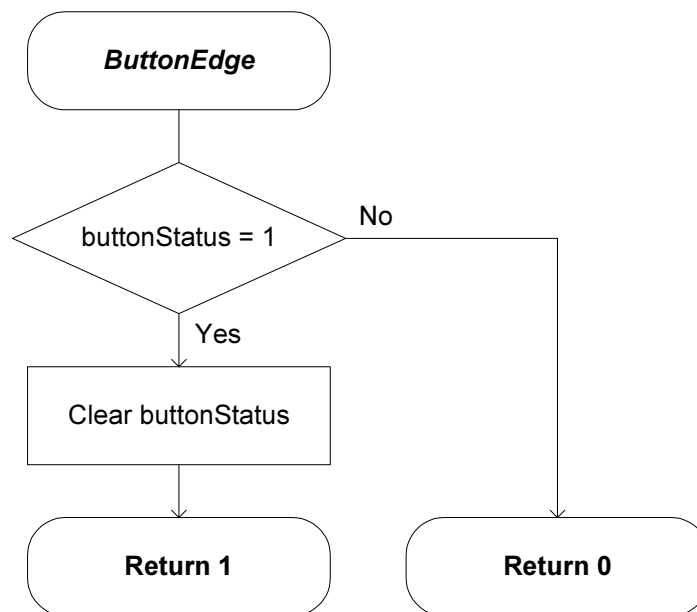 ButtonEdge
buttonStatus = 1
No
Yes
Clear buttonStatus
Return 1
Return 0